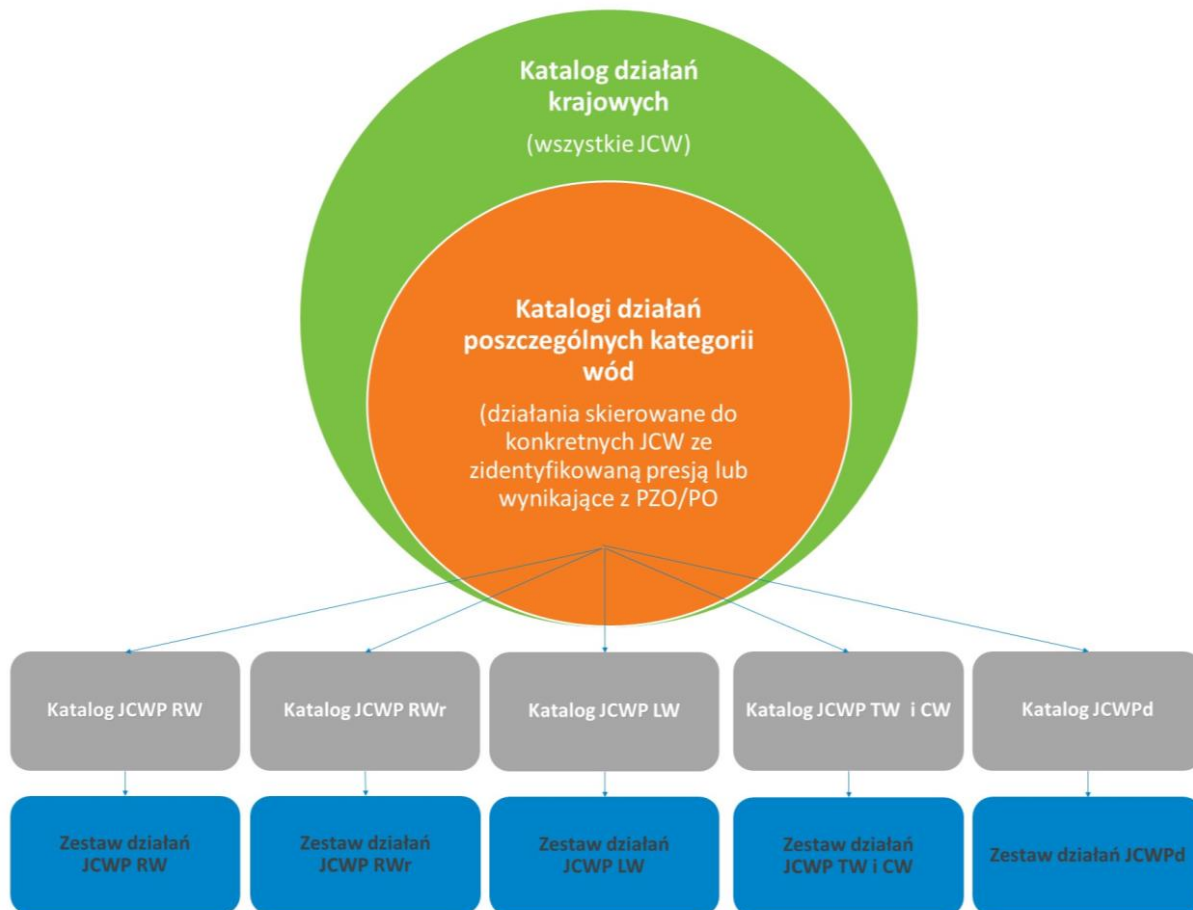 Katalog działań
krajowych
(wszystkie JCW)
Katalogi działań
poszczególnych kategorii
wód
(działania skierowane do
konkretnych JCW ze
zidentyfikowaną presją lub
wynikające z PZO/PO
Katalog JCWP RW
Katalog JCWP RWr
Katalog JCWP LW
Katalog JCWP TW i CW
Katalog JCWPd
Zestaw działań
JCWP RW
Zestaw działań
JCWP RWr
Zestaw działań
JCWP LW
Zestaw działań
JCWP TW i CW
Zestaw działań JCWPd